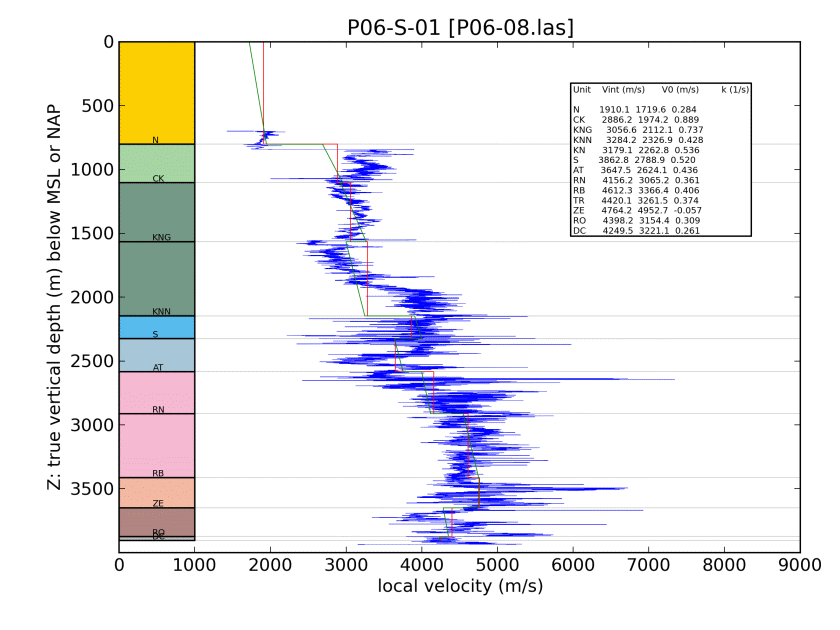 P06-S-01 [P06-08.las]
Z: true vertical depth (m) below MSL or NAP
0
500
1000
1500
2000
2500
3000
3500
N
CK
KNG
KNN
S
AT
RN
RB
ZE
RO
DC
Unit Vint (m/s) V0 (m/s) k (1/s)
N 1910.1 1719.6 0.284
CK 2886.2 1974.2 0.889
KNG 3056.6 2112.1 0.737
KNN 3284.2 2326.9 0.428
KN 3179.1 2262.8 0.536
S 3862.8 2788.9 0.520
AT 3647.5 2624.1 0.436
RN 4156.2 3065.2 0.361
RB 4612.3 3366.4 0.406
TR 4420.1 3261.5 0.374
ZE 4764.2 4952.7 -0.057
RO 4398.2 3154.4 0.309
DC 4249.5 3221.1 0.261
0 1000 2000 3000 4000 5000 6000 7000 8000 9000
local velocity (m/s)